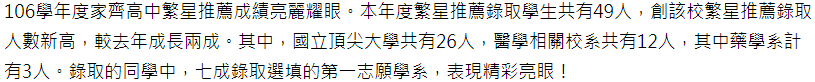 106學年度家齊高中繁星推薦成績亮麗耀眼。本年度繁星推薦錄取學生共有49人，創該校繁星推薦錄取
人數新高，較去年成長兩成。其中，國立頂尖大學共有26人，醫學相關校系共有12人，其中藥學系計
有3人。錄取的同學中，七成錄取選填的第一志願學系，表現精彩亮眼！